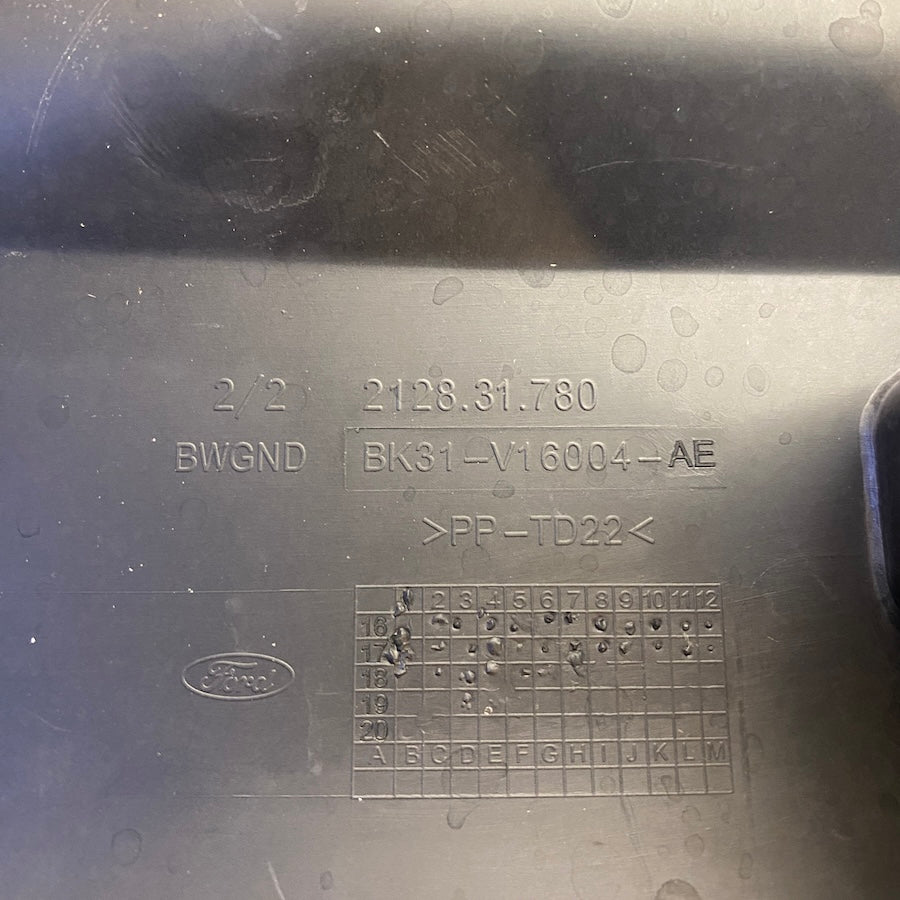 2/2 2128.31.780
BWGND BK31-V16004-AE
>PP-TD22<
1 2 3 4 5 6 7 8 9 10 11 12
16
17
18
19
20
A B C D E F G H I J K L M
Ford